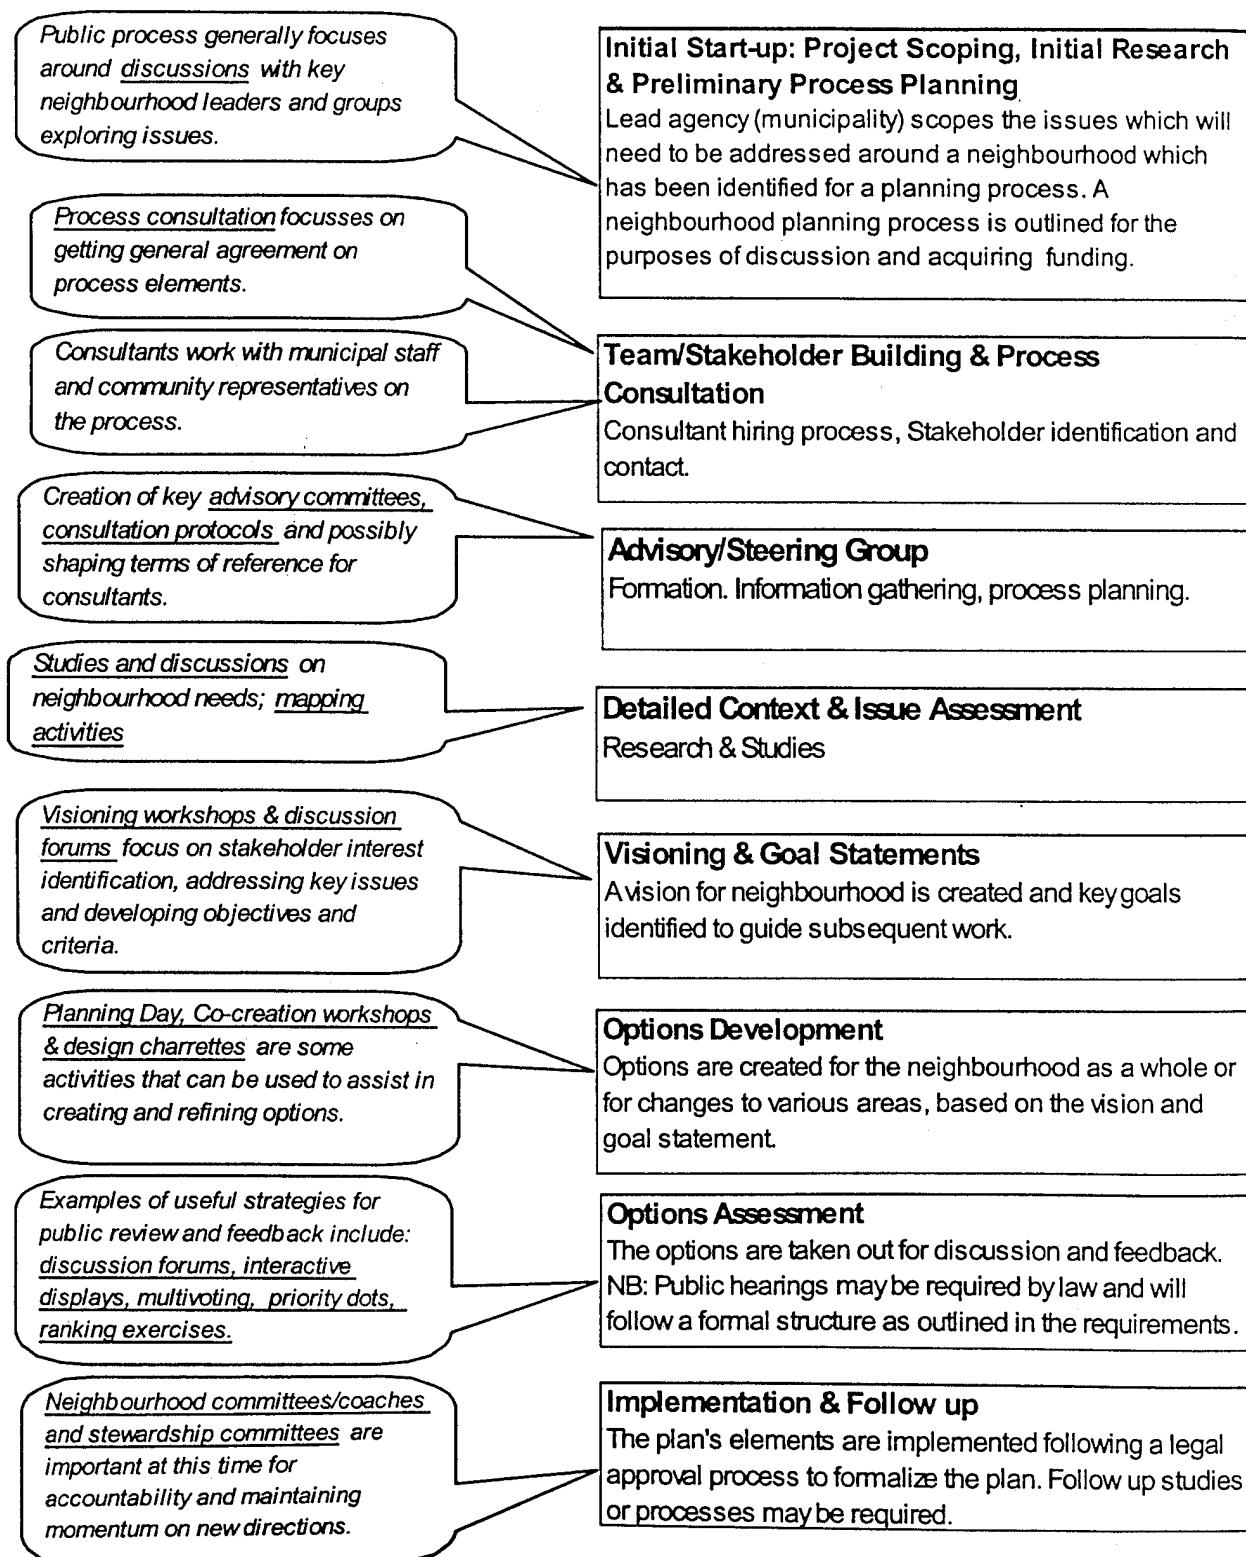 Public process generally focuses
around discussions with key
neighbourhood leaders and groups
exploring issues.
Initial Start-up: Project Scoping, Initial Research
& Preliminary Process Planning
Lead agency (municipality) scopes the issues which will
need to be addressed around a neighbourhood which
has been identified for a planning process. A
neighbourhood planning process is outlined for the
purposes of discussion and acquiring funding.
Process consultation focusses on
getting general agreement on
process elements.
Consultants work with municipal staff
and community representatives on
the process.
Team/Stakeholder Building & Process
Consultation
Consultant hiring process, Stakeholder identification and
contact.
Creation of key advisory committees,
consultation protocols and possibly
shaping terms of reference for
consultants.
Advisory/Steering Group
Formation. Information gathering, process planning.
Studies and discussions on
neighbourhood needs; mapping
activities
Detailed Context & Issue Assessment
Research & Studies
Visioning workshops & discussion
forums focus on stakeholder interest
identification, addressing key issues
and developing objectives and
criteria.
Visioning & Goal Statements
A vision for neighbourhood is created and key goals
identified to guide subsequent work.
Planning Day, Co-creation workshops
& design charrettes are some
activities that can be used to assist in
creating and refining options.
Options Development
Options are created for the neighbourhood as a whole or
for changes to various areas, based on the vision and
goal statement.
Examples of useful strategies for
public review and feedback include:
discussion forums, interactive
displays, multivoting, priority dots,
ranking exercises.
Options Assessment
The options are taken out for discussion and feedback.
NB: Public hearings may be required by law and will
follow a formal structure as outlined in the requirements.
Neighbourhood committees/coaches
and stewardship committees are
important at this time for
accountability and maintaining
momentum on new directions.
Implementation & Follow up
The plan's elements are implemented following a legal
approval process to formalize the plan. Follow up studies
or processes may be required.